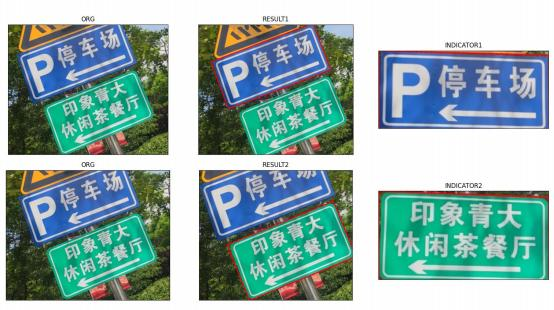 ORG
RESULT1
INDICATOR1
P停车场
印象青大
休闲茶餐厅
P停车场
印象青大
休闲茶餐厅
P停车场
ORG
RESULT2
INDICATOR2
P停车场
印象青大
休闲茶餐厅
P停车场
印象青大
休闲茶餐厅
印象青大
休闲茶餐厅